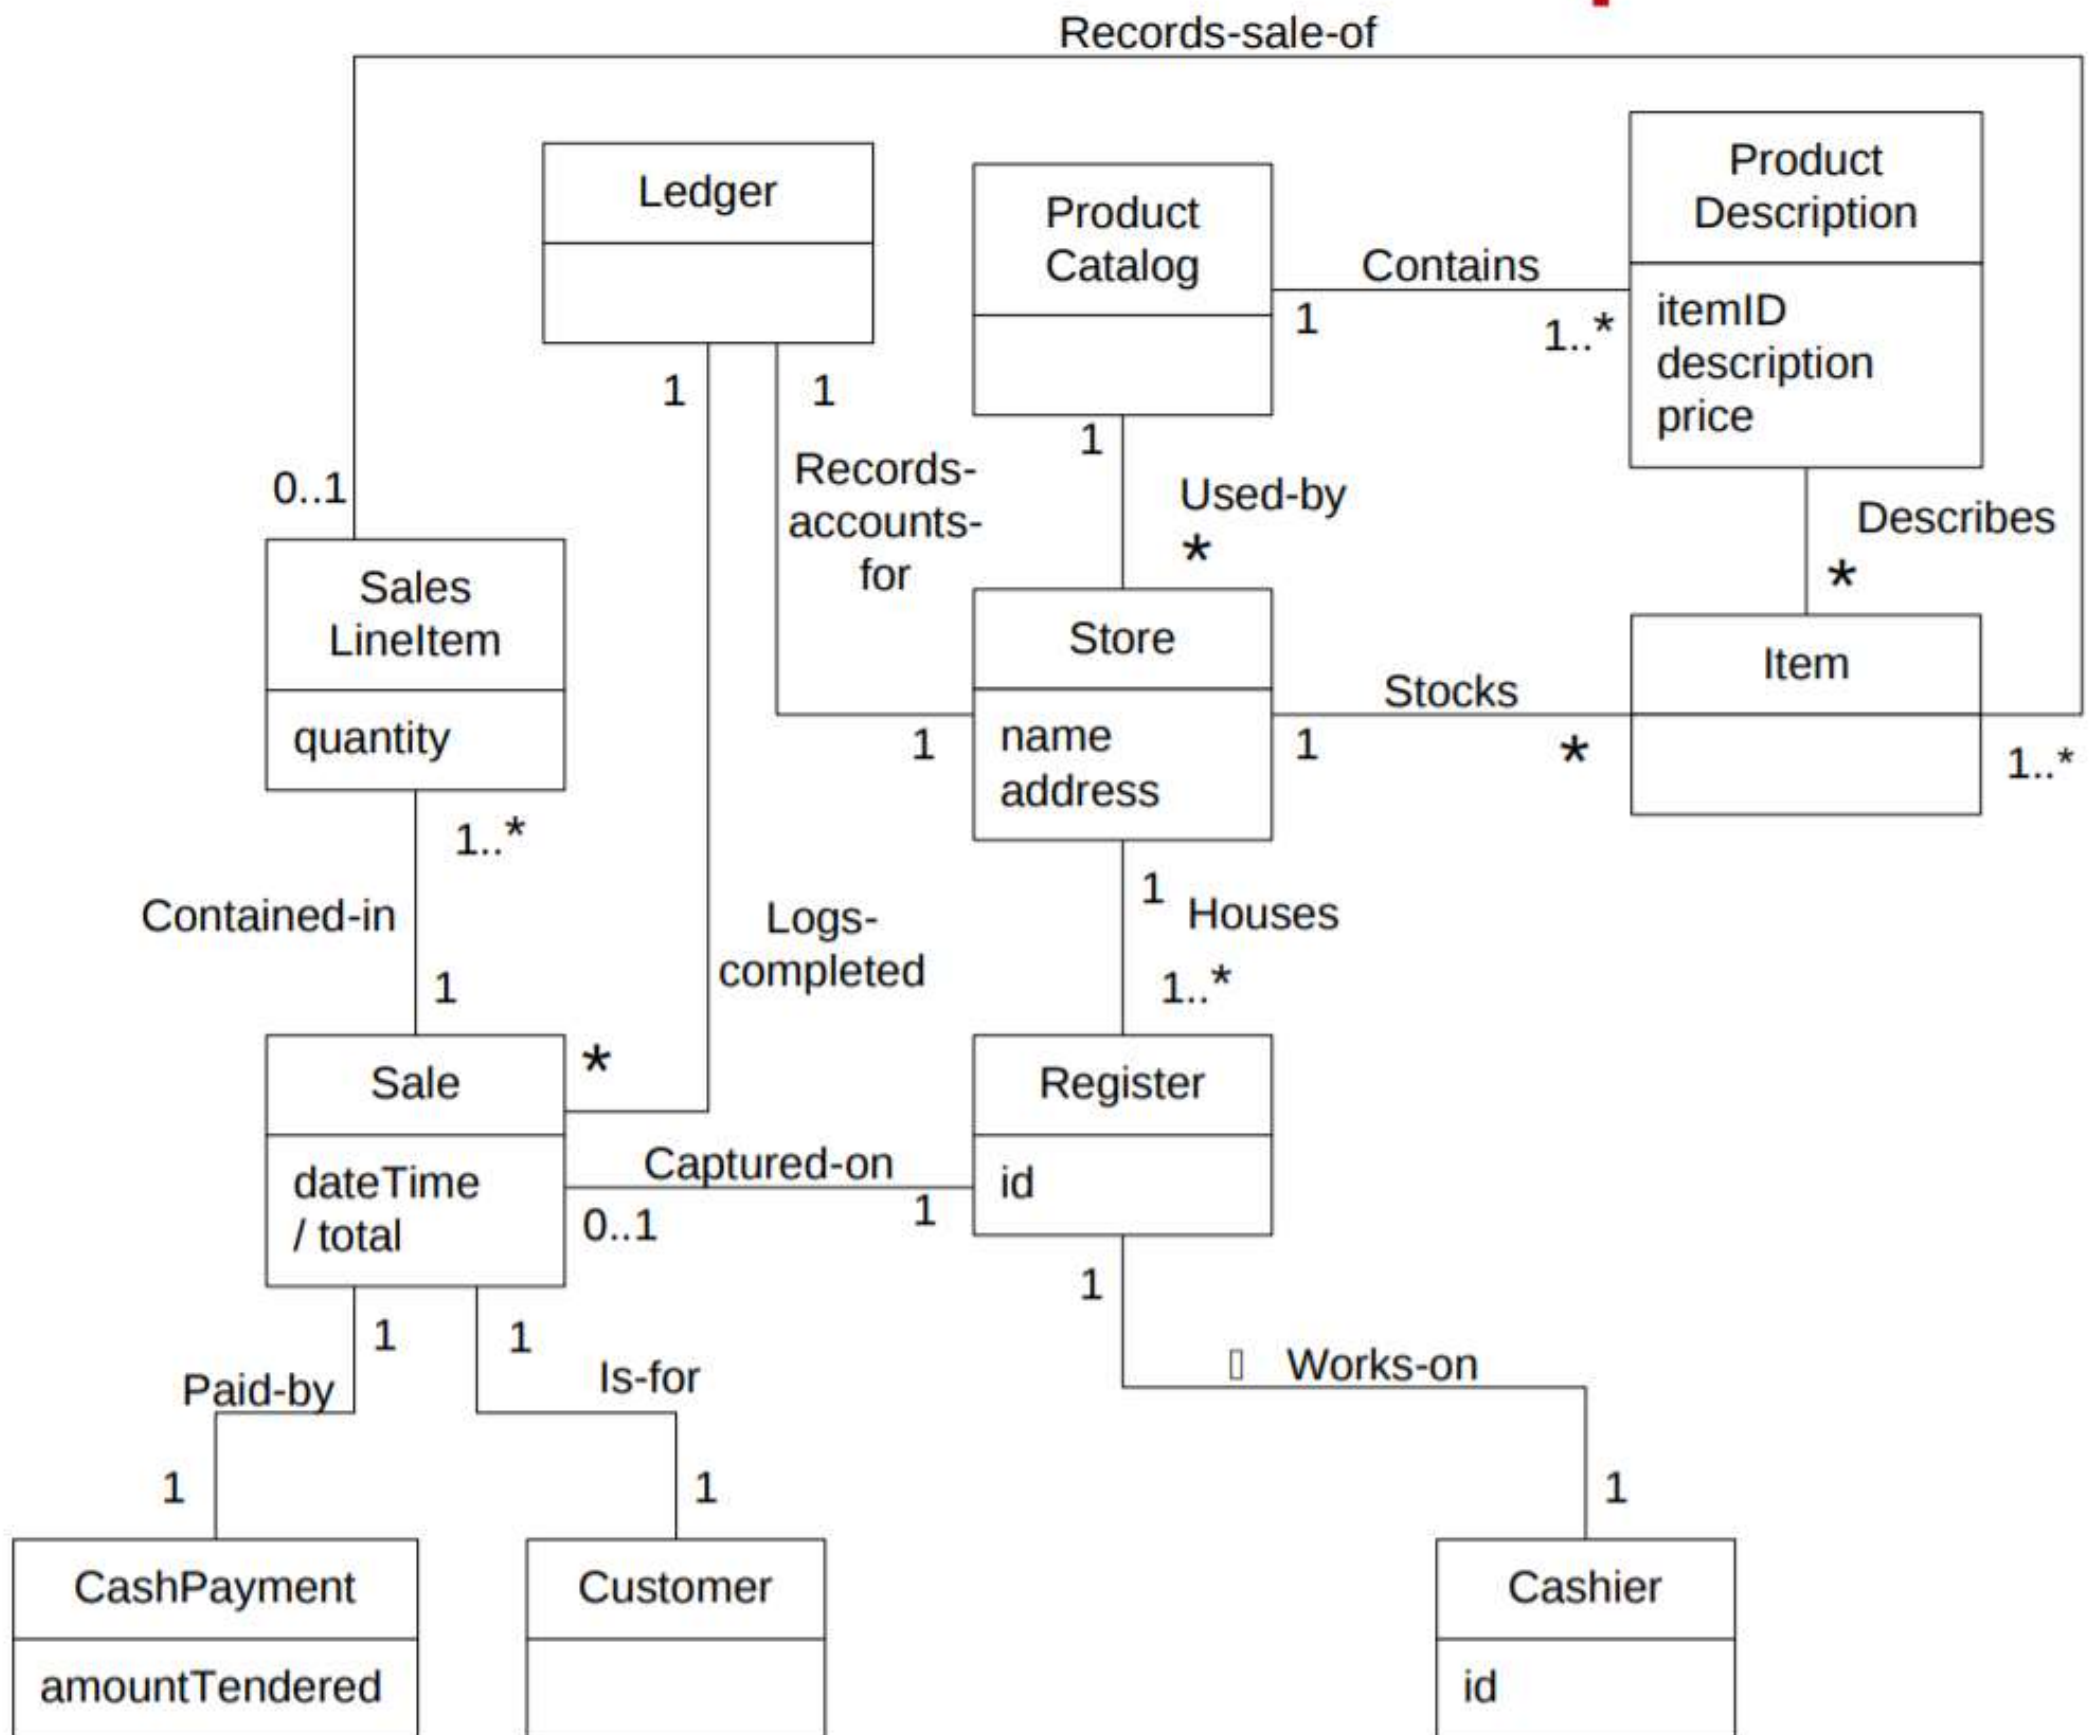 Records-sale-of
Ledger
Product
Catalog
Product
Description
Contains
1
1..*
itemID
description
price
1
1
1
Records-
accounts-
for
Used-by
*
Describes
*
0..1
Sales
LineItem
quantity
Store
name
address
Stocks
1
1
*
Item
1..*
1..*
Contained-in
1
Logs-
completed
1
Houses
1..*
Sale
dateTime
/ total
*
Captured-on
0..1
1
Register
id
1
1
1
Paid-by
Is-for
Works-on
1
1
1
CashPayment
amountTendered
Customer
Cashier
id